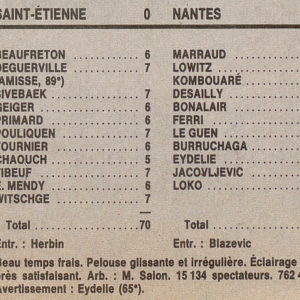 SAINT-ÉTIENNE 0 NANTES
BEAUFRETON 6 MARRAUD
DEGUERVILLE 7 LOWITZ
(AMISSE, 89°) KOMBOUARÉ
SIVEBAEK 7 DESAILLY
GEIGER 6 BONALAIR
PRIMARD 6 FERRI
POULIQUEN 7 LE GUEN
TOURNIER 6 BURRUCHAGA
CHAOUCH 5 EYDELIE
TIBEUF 7 JACOVLJEVIC
E. MENDY 6 LOKO
WITSCHGE 7
Total 70 Total
Entr. : Herbin Entr. : Blazevic
Beau temps frais. Pelouse glissante et irrégulière. Éclairage
très satisfaisant. Arb. : M. Salon. 15 134 spectateurs. 762 4
Avertissement : Eydelie (65°).